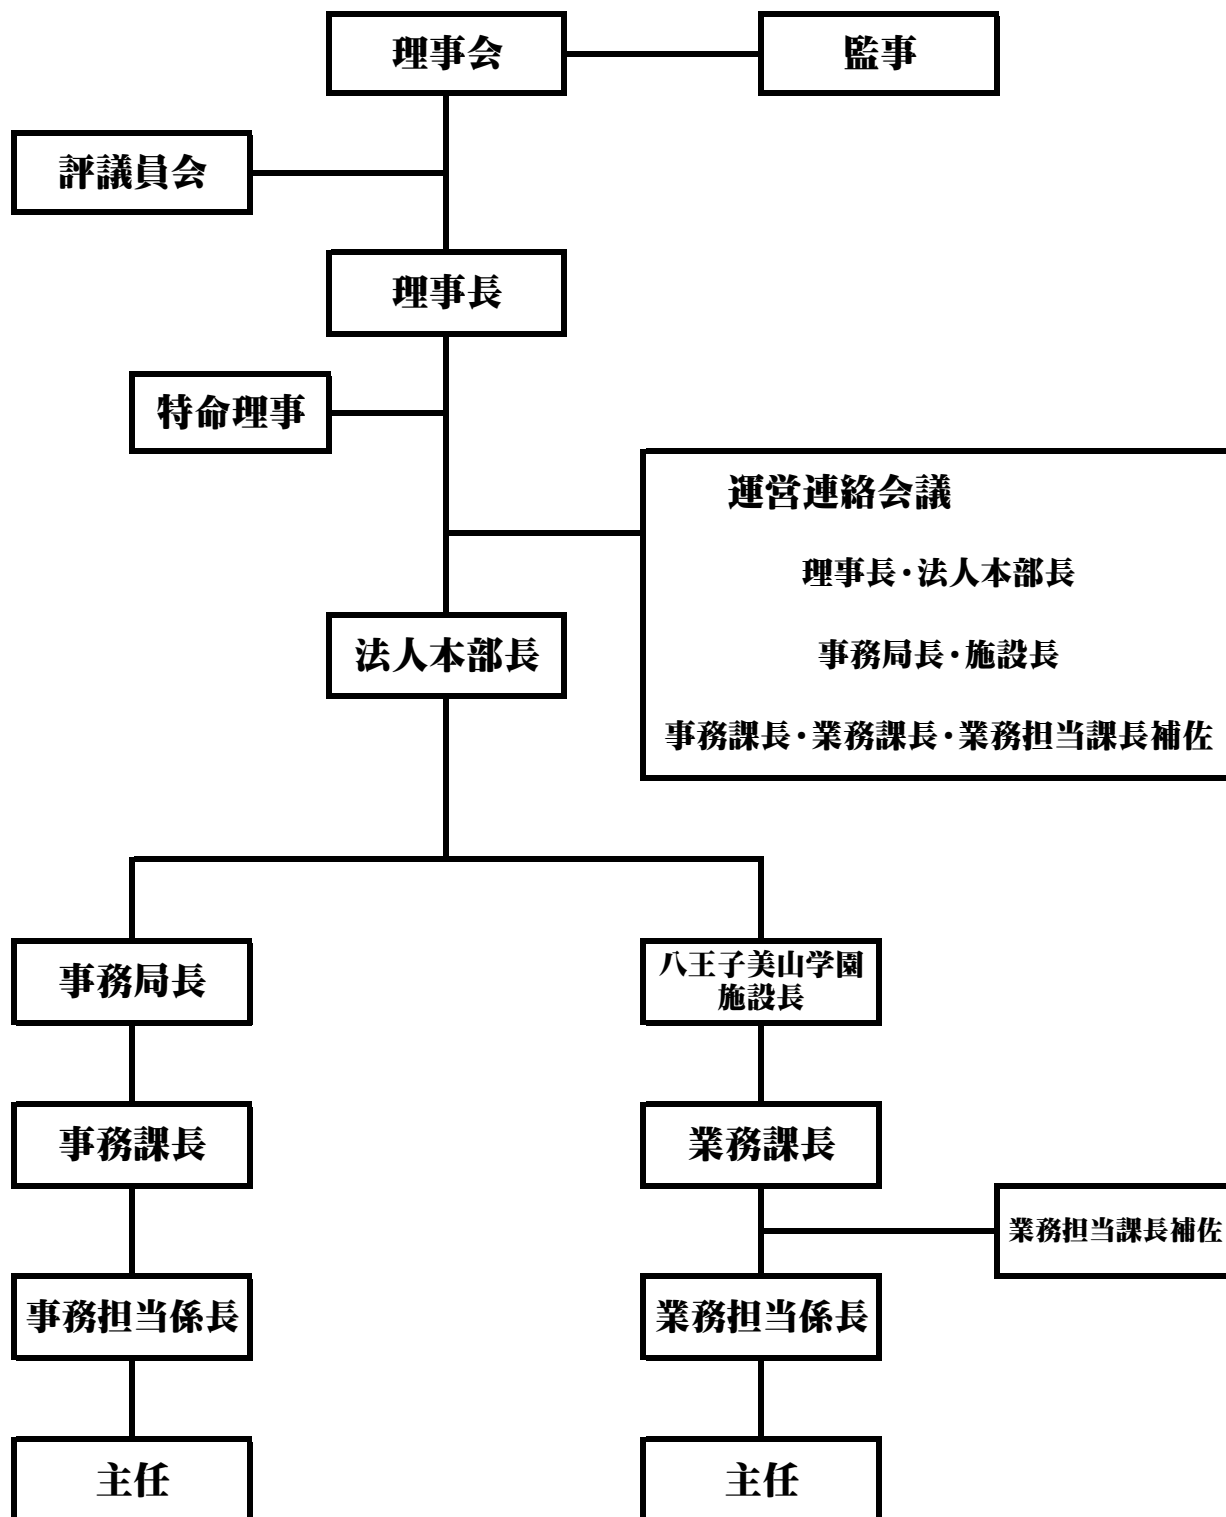 理事会
監事
評議員会
理事長
特命理事
運営連絡会議
理事長・法人本部長
事務局長・施設長
事務課長・業務課長・業務担当課長補佐
法人本部長
事務局長
八王子美山学園
施設長
事務課長
業務課長
業務担当課長補佐
事務担当係長
業務担当係長
主任
主任